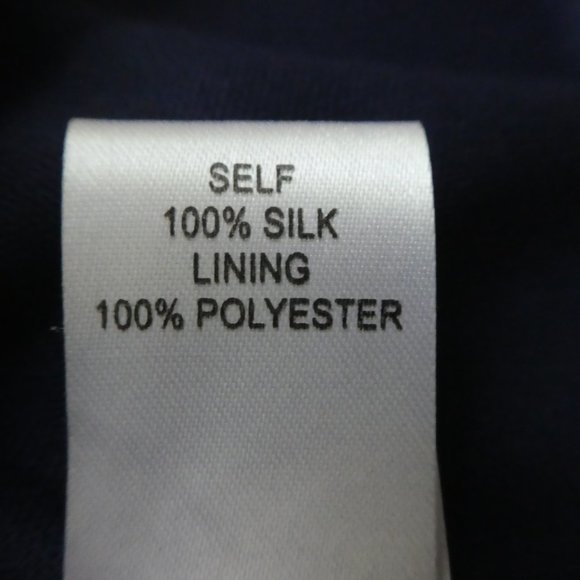 SELF
100% SILK
LINING
100% POLYESTER